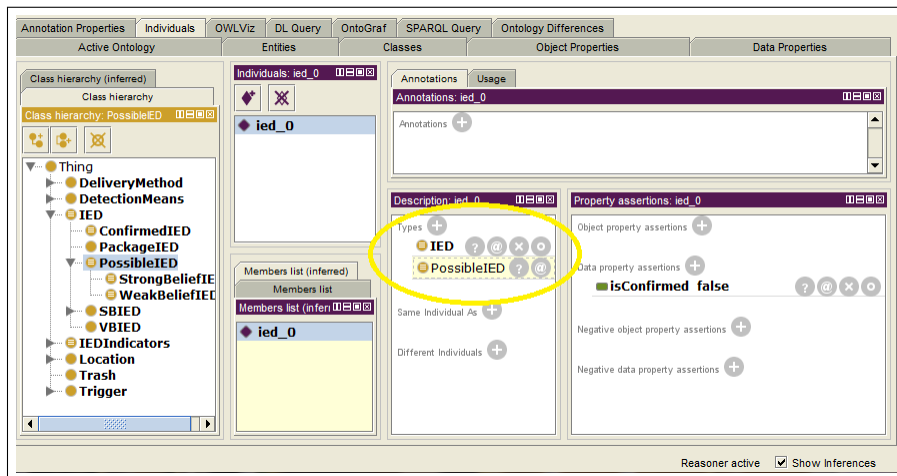 Annotation Properties Individuals OWLViz DL Query OntoGraf SPARQL Query Ontology Differences
Active Ontology Entities Classes Object Properties Data Properties
Class hierarchy (inferred)
Class hierarchy
Class hierarchy: PossibleIED
Thing
DeliveryMethod
DetectionMeans
IED
ConfirmedIED
PackageIED
PossibleIED
StrongBeliefIE
WeakBeliefIED
SBIED
VBIED
IEDIndicators
Location
Trash
Trigger
Individuals: ied_0
ied_0
Members list (inferred)
Members list
Members list (infer
ied_0
Annotations Usage
Annotations: ied_0
Annotations
Description: ied_0
Types
IED
PossibleIED
Same Individual As
Different Individuals
Property assertions: ied_0
Object property assertions
Data property assertions
isConfirmed false
Negative object property assertions
Negative data property assertions
Reasoner active Show Inferences